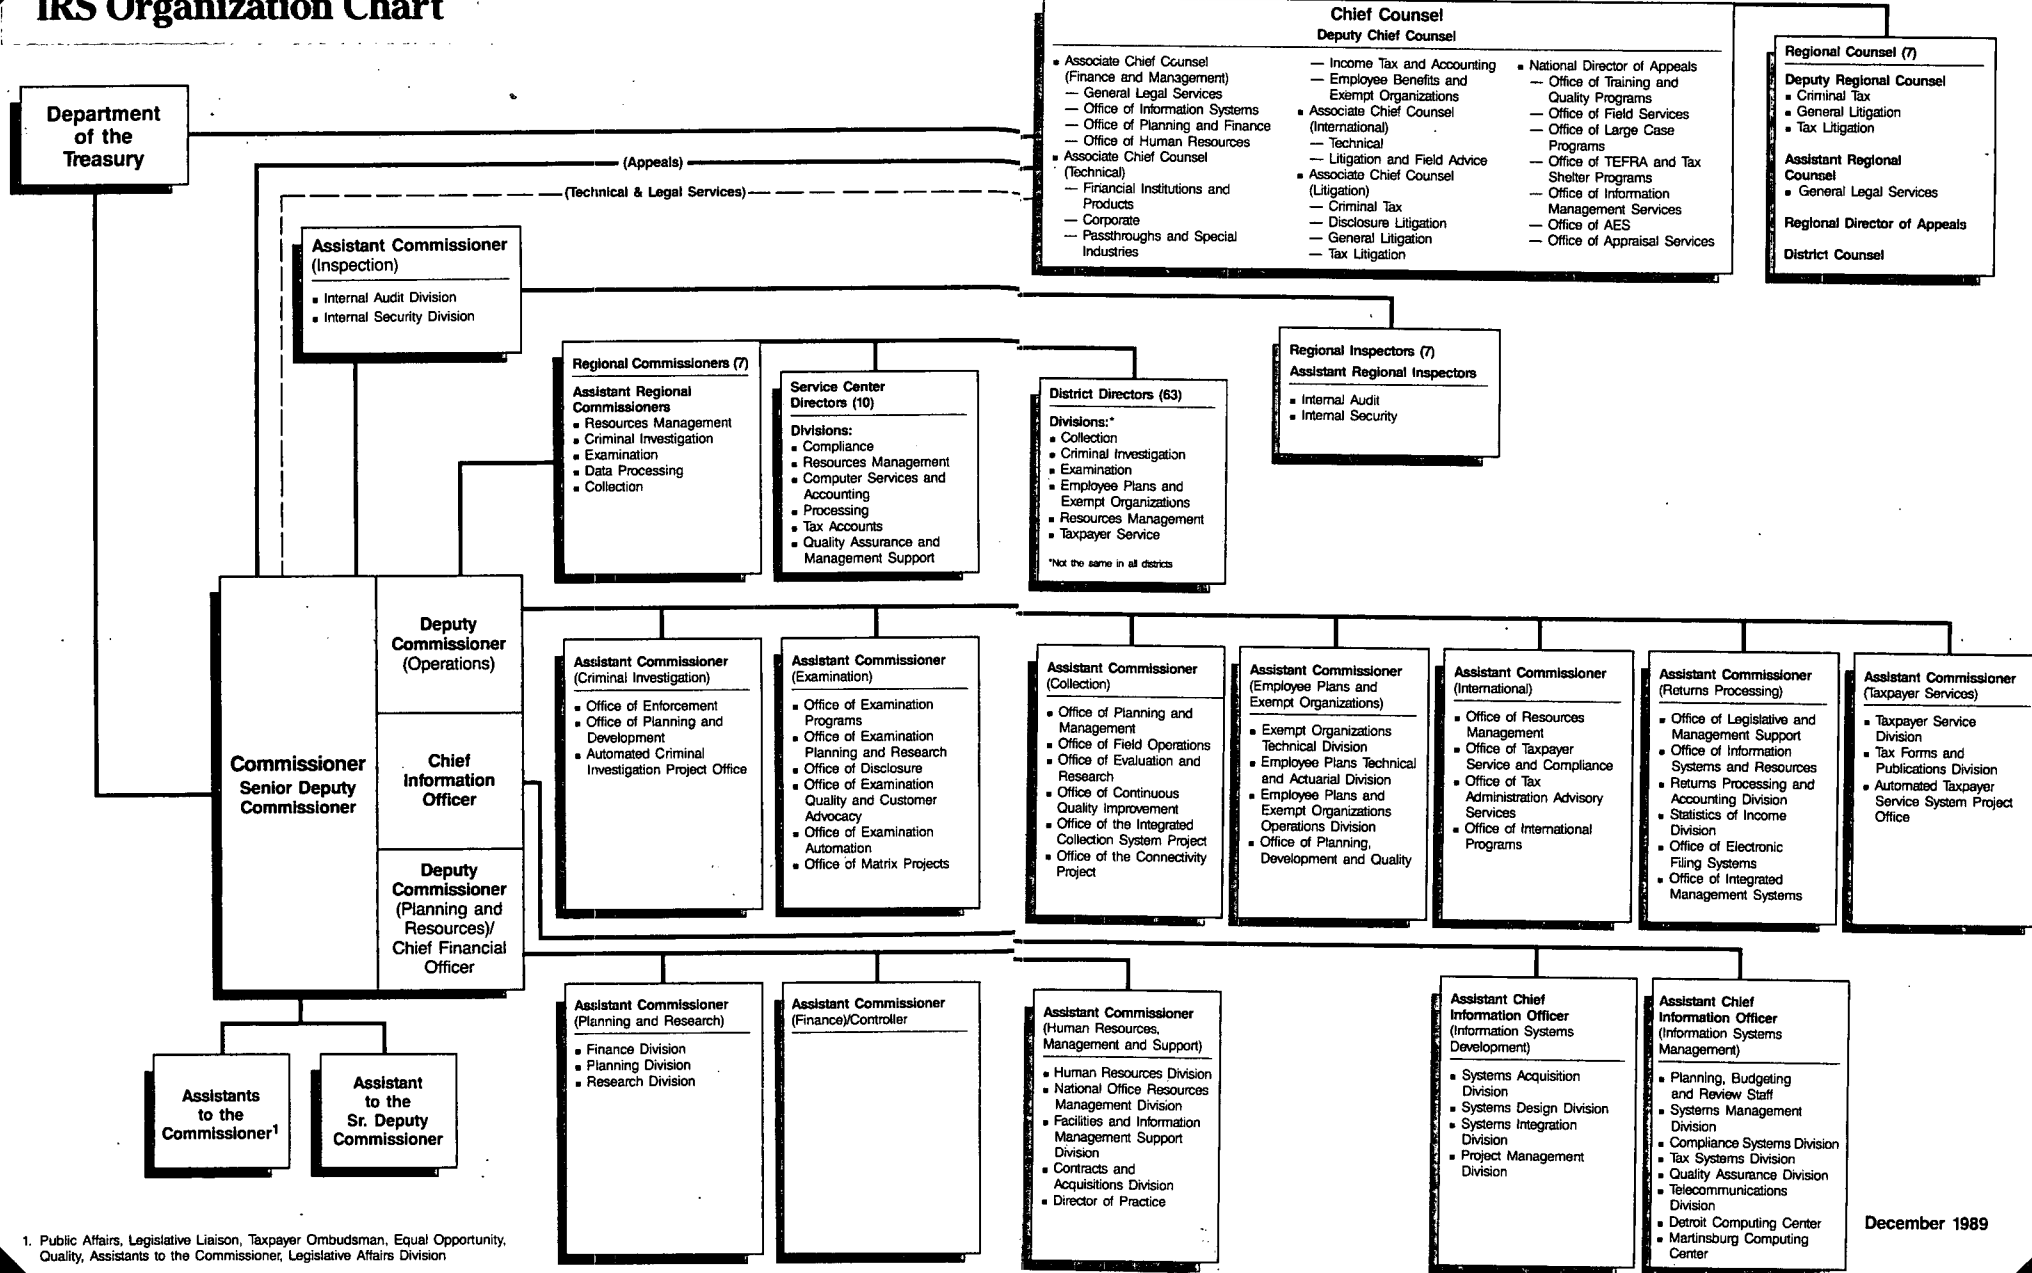 IRS Organization Chart
Department
of the
Treasury
(Appeals)
(Technical & Legal Services)
Chief Counsel
Deputy Chief Counsel
▪ Associate Chief Counsel
(Finance and Management)
— General Legal Services
— Office of Information Systems
— Office of Planning and Finance
— Office of Human Resources
▪ Associate Chief Counsel
(Technical)
— Financial Institutions and
Products
— Corporate
— Passthroughs and Special
Industries
— Income Tax and Accounting
— Employee Benefits and
Exempt Organizations
▪ Associate Chief Counsel
(International)
— Technical
— Litigation and Field Advice
▪ Associate Chief Counsel
(Litigation)
— Criminal Tax
— Disclosure Litigation
— General Litigation
— Tax Litigation
▪ National Director of Appeals
— Office of Training and
Quality Programs
— Office of Field Services
— Office of Large Case
Programs
— Office of TEFRA and Tax
Shelter Programs
— Office of Information
Management Services
— Office of AES
— Office of Appraisal Services
Regional Counsel (7)
Deputy Regional Counsel
▪ Criminal Tax
▪ General Litigation
▪ Tax Litigation
Assistant Regional
Counsel
▪ General Legal Services
Regional Director of Appeals
District Counsel
Assistant Commissioner
(Inspection)
▪ Internal Audit Division
▪ Internal Security Division
Regional Commissioners (7)
Assistant Regional
Commissioners
▪ Resources Management
▪ Criminal Investigation
▪ Examination
▪ Data Processing
▪ Collection
Service Center
Directors (10)
Divisions:
▪ Compliance
▪ Resources Management
▪ Computer Services and
Accounting
▪ Processing
▪ Tax Accounts
▪ Quality Assurance and
Management Support
District Directors (63)
Divisions:*
▪ Collection
▪ Criminal Investigation
▪ Examination
▪ Employee Plans and
Exempt Organizations
▪ Resources Management
▪ Taxpayer Service
*Not the same in all districts
Regional Inspectors (7)
Assistant Regional Inspectors
▪ Internal Audit
▪ Internal Security
Commissioner
Senior Deputy
Commissioner
Deputy
Commissioner
(Operations)
Chief
Information
Officer
Deputy
Commissioner
(Planning and
Resources)/
Chief Financial
Officer
Assistant Commissioner
(Criminal Investigation)
▪ Office of Enforcement
▪ Office of Planning and
Development
▪ Automated Criminal
Investigation Project Office
Assistant Commissioner
(Examination)
▪ Office of Examination
Programs
▪ Office of Examination
Planning and Research
▪ Office of Disclosure
▪ Office of Examination
Quality and Customer
Advocacy
▪ Office of Examination
Automation
▪ Office of Matrix Projects
Assistant Commissioner
(Collection)
▪ Office of Planning and
Management
▪ Office of Field Operations
▪ Office of Evaluation and
Research
▪ Office of Continuous
Quality Improvement
▪ Office of the Integrated
Collection System Project
▪ Office of the Connectivity
Project
Assistant Commissioner
(Employee Plans and
Exempt Organizations)
▪ Exempt Organizations
Technical Division
▪ Employee Plans Technical
and Actuarial Division
▪ Employee Plans and
Exempt Organizations
Operations Division
▪ Office of Planning,
Development and Quality
Assistant Commissioner
(International)
▪ Office of Resources
Management
▪ Office of Taxpayer
Service and Compliance
▪ Office of Tax
Administration Advisory
Services
▪ Office of International
Programs
Assistant Commissioner
(Returns Processing)
▪ Office of Legislative and
Management Support
▪ Office of Information
Systems and Resources
▪ Returns Processing and
Accounting Division
▪ Statistics of Income
Division
▪ Office of Electronic
Filing Systems
▪ Office of Integrated
Management Systems
Assistant Commissioner
(Taxpayer Services)
▪ Taxpayer Service
Division
▪ Tax Forms and
Publications Division
▪ Automated Taxpayer
Service System Project
Office
Assistants
to the
Commissioner¹
Assistant
to the
Sr. Deputy
Commissioner
Assistant Commissioner
(Planning and Research)
▪ Finance Division
▪ Planning Division
▪ Research Division
Assistant Commissioner
(Finance)/Controller
Assistant Commissioner
(Human Resources,
Management and Support)
▪ Human Resources Division
▪ National Office Resources
Management Division
▪ Facilities and Information
Management Support
Division
▪ Contracts and
Acquisitions Division
▪ Director of Practice
Assistant Chief
Information Officer
(Information Systems
Development)
▪ Systems Acquisition
Division
▪ Systems Design Division
▪ Systems Integration
Division
▪ Project Management
Division
Assistant Chief
Information Officer
(Information Systems
Management)
▪ Planning, Budgeting
and Review Staff
▪ Systems Management
Division
▪ Compliance Systems Division
▪ Tax Systems Division
▪ Quality Assurance Division
▪ Telecommunications
Division
▪ Detroit Computing Center
▪ Martinsburg Computing
Center
December 1989
1. Public Affairs, Legislative Liaison, Taxpayer Ombudsman, Equal Opportunity,
Quality, Assistants to the Commissioner, Legislative Affairs Division